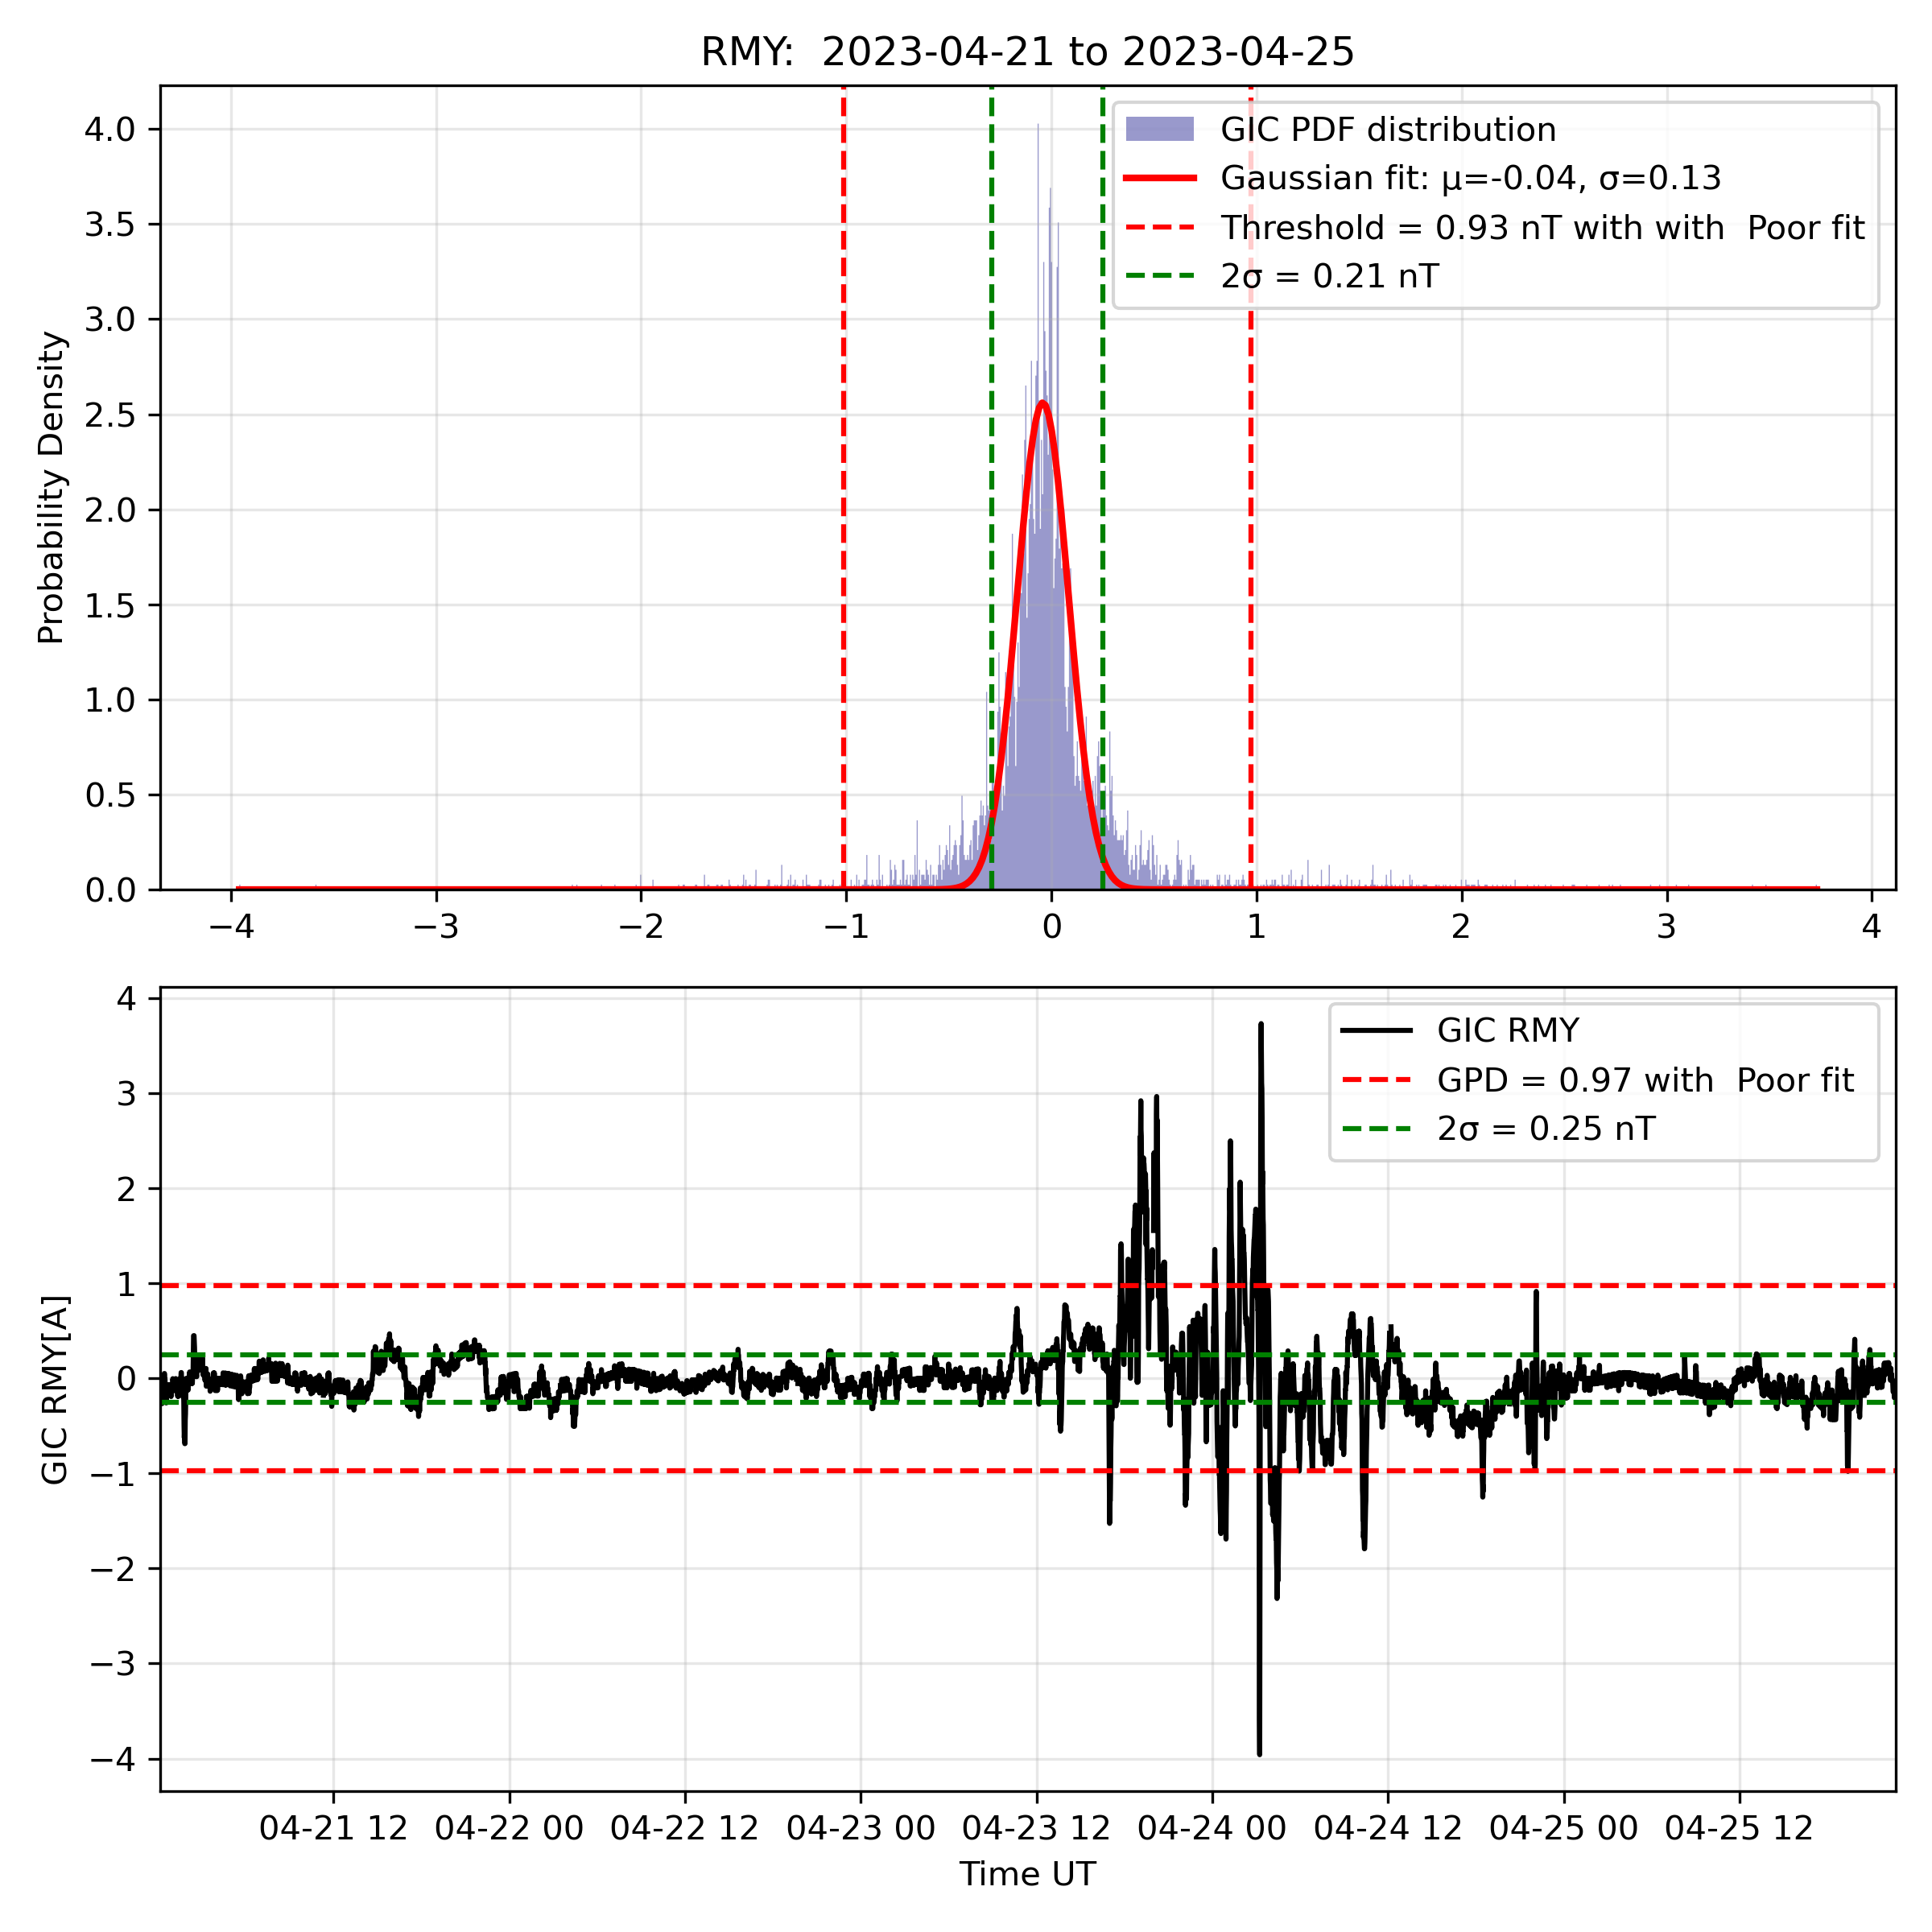 RMY:  2023-04-21 to 2023-04-25
Probability Density
4.0
3.5
3.0
2.5
2.0
1.5
1.0
0.5
0.0
GIC PDF distribution
Gaussian fit: μ=-0.04, σ=0.13
Threshold = 0.93 nT with with  Poor fit
2σ = 0.21 nT
−4 −3 −2 −1 0 1 2 3 4
GIC RMY[A]
4
3
2
1
0
−1
−2
−3
−4
GIC RMY
GPD = 0.97 with  Poor fit
2σ = 0.25 nT
04-21 12 04-22 00 04-22 12 04-23 00 04-23 12 04-24 00 04-24 12 04-25 00 04-25 12
Time UT